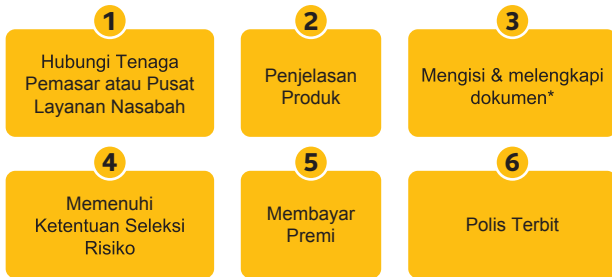 1
Hubungi Tenaga
Pemasar atau Pusat
Layanan Nasabah
2
Penjelasan
Produk
3
Mengisi & melengkapi
dokumen*
4
Memenuhi
Ketentuan Seleksi
Risiko
5
Membayar
Premi
6
Polis Terbit